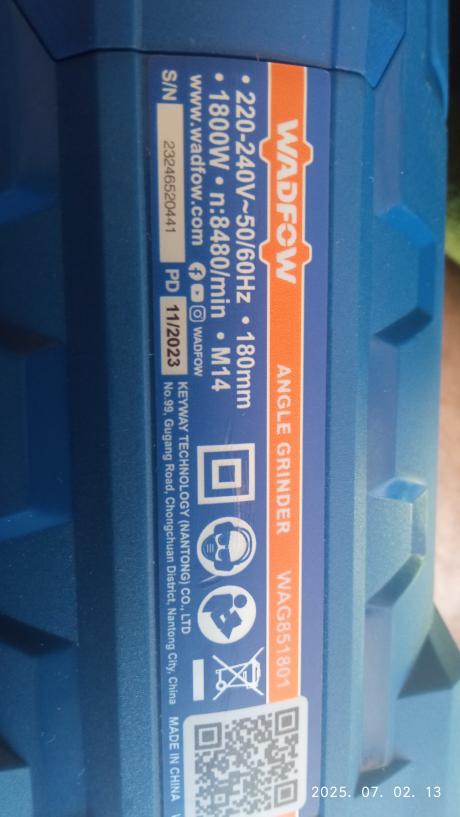 WADFOW ANGLE GRINDER WAG851801
• 220-240V~50/60Hz • 180mm
• 1800W • n:8480/min • M14
www.wadfow.com WADFOW
S/N 23246520441 PD 11/2023
KEYWAY TECHNOLOGY (NANTONG) CO., LTD
No.99, Gugang Road, Chongchuan District, Nantong City, China MADE IN CHINA
2025. 07. 02. 13